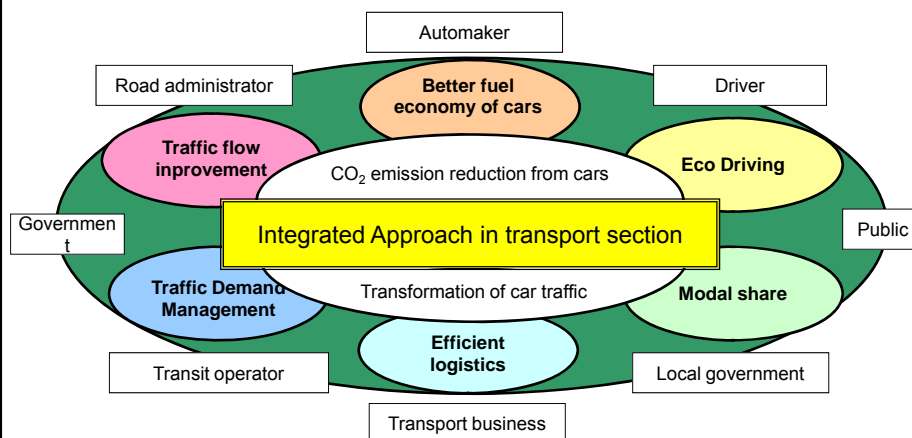 Automaker
Road administrator
Driver
Better fuel
economy of cars
Traffic flow
inprovement
Eco Driving
CO₂ emission reduction from cars
Governmen
t
Integrated Approach in transport section
Public
Traffic Demand
Management
Transformation of car traffic
Modal share
Efficient
logistics
Transit operator
Local government
Transport business